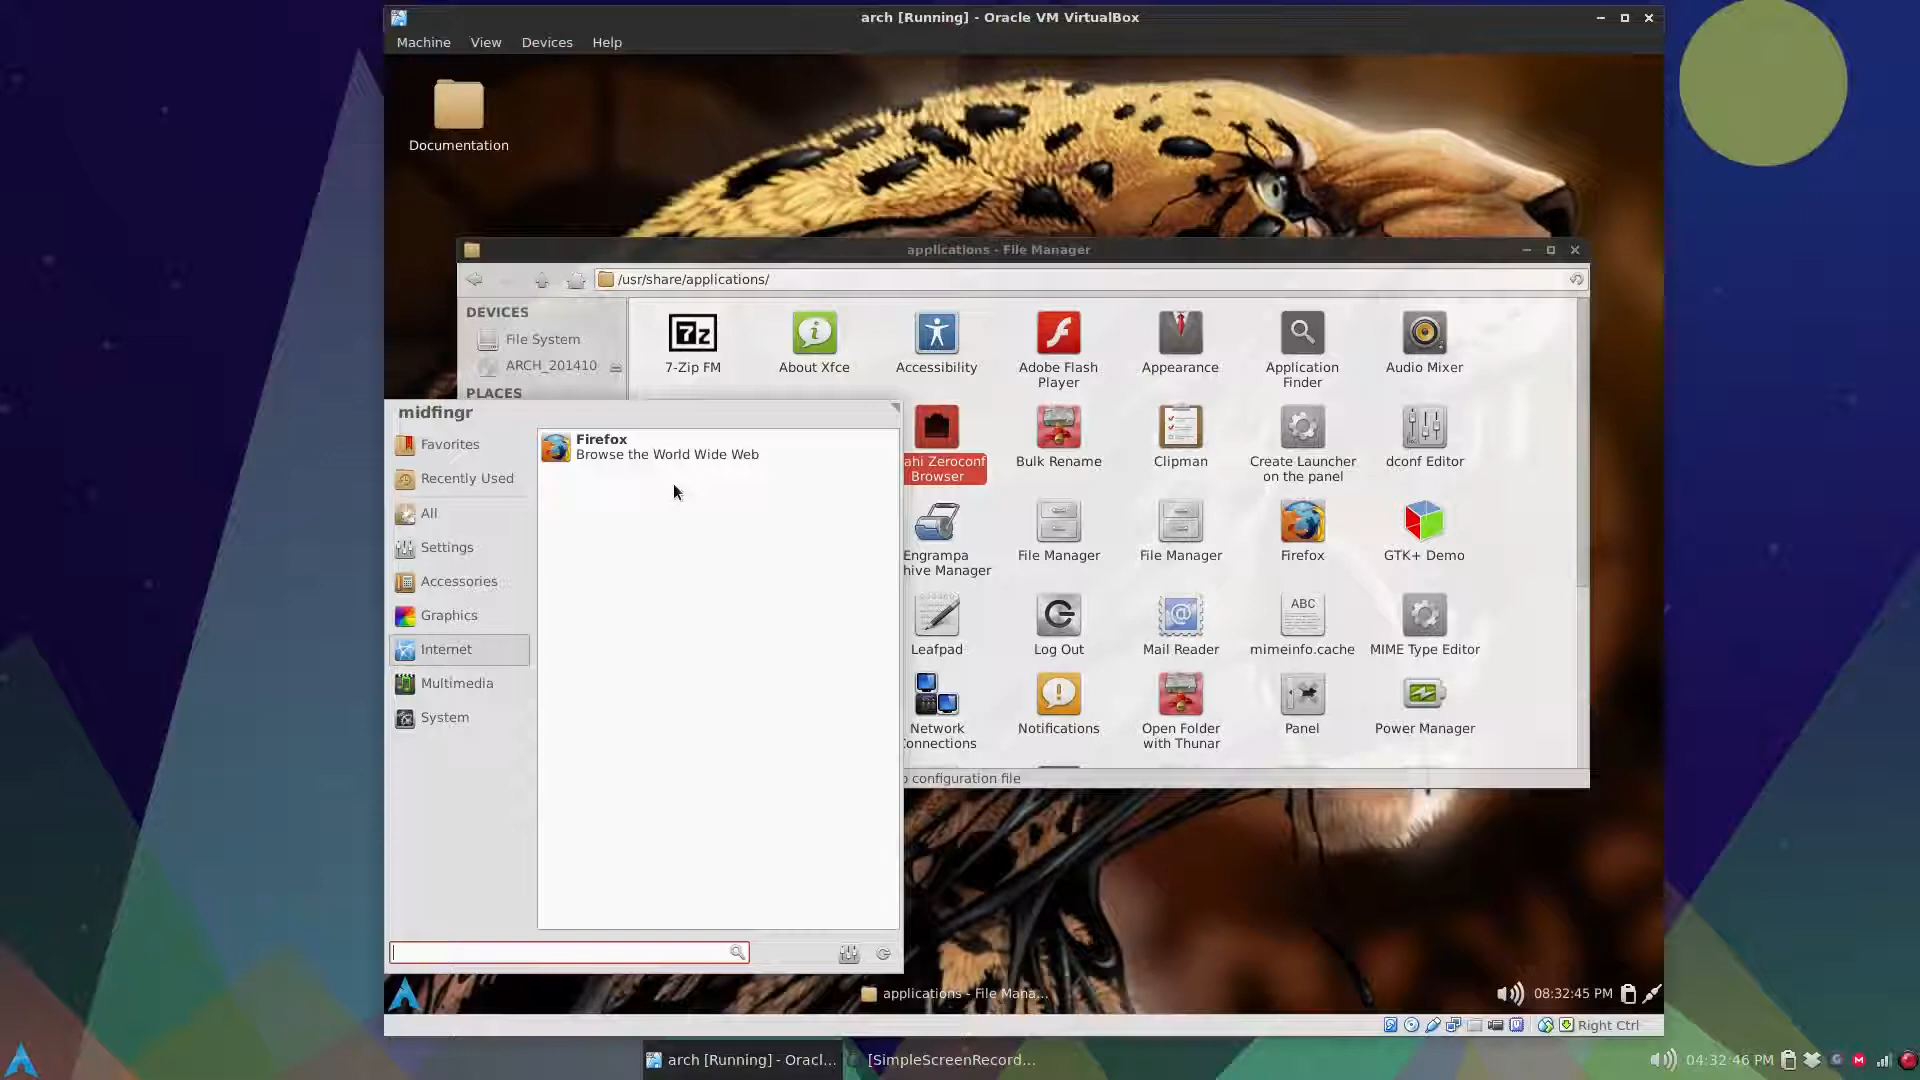 arch [Running] - Oracle VM VirtualBox
Machine View Devices Help
Documentation
applications - File Manager
/usr/share/applications/
DEVICES
File System
ARCH_201410
PLACES
7z
7-Zip FM
About Xfce
Accessibility
Adobe Flash
Player
Appearance
Application
Finder
Audio Mixer
ahi Zeroconf
Browser
Bulk Rename
Clipman
Create Launcher
on the panel
dconf Editor
Engrampa
hive Manager
File Manager
File Manager
Firefox
GTK+ Demo
Leafpad
Log Out
Mail Reader
ABC
mimeinfo.cache
MIME Type Editor
Network
Connections
Notifications
Open Folder
with Thunar
Panel
Power Manager
configuration file
midfingr
Favorites
Recently Used
All
Settings
Accessories
Graphics
Internet
Multimedia
System
Firefox
Browse the World Wide Web
applications - File Mana...
08:32:45 PM
Right Ctrl
arch [Running] - Oracl...
[SimpleScreenRecord...
04:32:46 PM